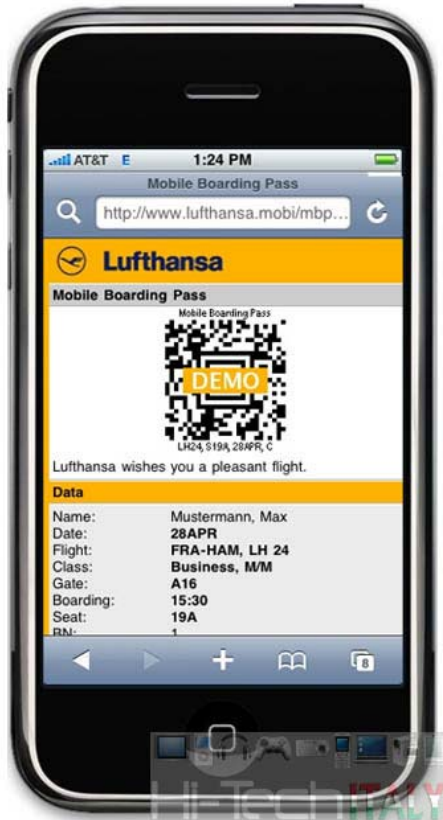 AT&T E 1:24 PM
Mobile Boarding Pass
http://www.lufthansa.mobi/mbp...
Lufthansa
Mobile Boarding Pass
Mobile Boarding Pass
DEMO
LH24, S19A, 28APR, C
Lufthansa wishes you a pleasant flight.
Data
Name: Mustermann, Max
Date: 28APR
Flight: FRA-HAM, LH 24
Class: Business, M/M
Gate: A16
Boarding: 15:30
Seat: 19A
BN: 1
8
Hi-Tech ITALY